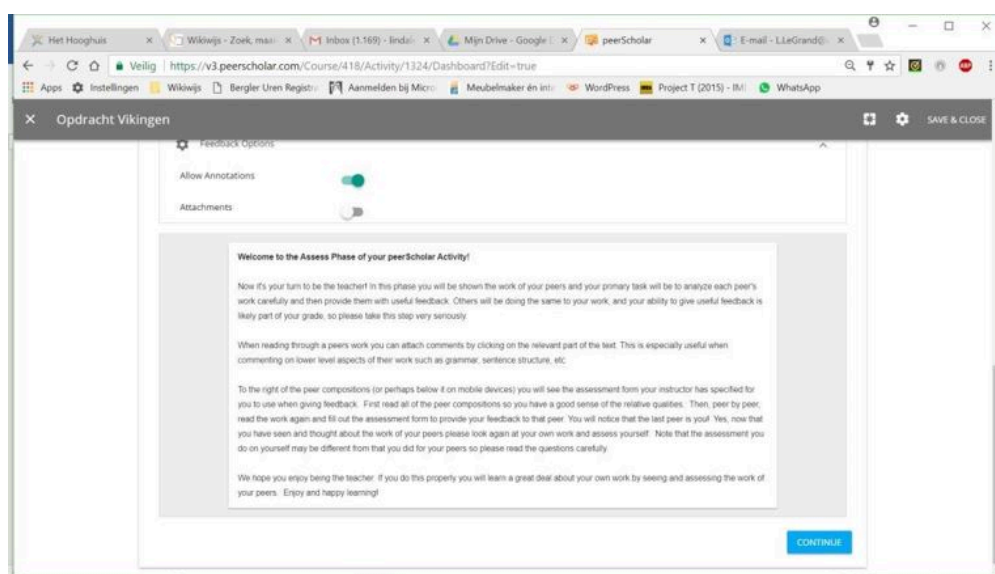 Het Hooghuis
Wikiwijs - Zoek, maa
Inbox (1.169) - lindal
Mijn Drive - Google
peerScholar
E-mail - LLeGrand@
Veilig | https://v3.peerscholar.com/Course/418/Activity/1324/Dashboard?Edit=true
Apps Instellingen Wikiwijs Bergler Uren Registr Aanmelden bij Micro Meubelmaker én int WordPress Project T (2015) - IM WhatsApp
Opdracht Vikingen SAVE & CLOSE
Feedback Options
Allow Annotations
Attachments
Welcome to the Assess Phase of your peerScholar Activity!
Now it's your turn to be the teacher! In this phase you will be shown the work of your peers and your primary task will be to analyze each peer's
work carefully and then provide them with useful feedback. Others will be doing the same to your work, and your ability to give useful feedback is
likely part of your grade, so please take this step very seriously.
When reading through a peers work you can attach comments by clicking on the relevant part of the text. This is especially useful when
commenting on lower level aspects of their work such as grammar, sentence structure, etc.
To the right of the peer compositions (or perhaps below it on mobile devices) you will see the assessment form your instructor has specified for
you to use when giving feedback. First read all of the peer compositions so you have a good sense of the relative qualities. Then, peer by peer,
read the work again and fill out the assessment form to provide your feedback to that peer. You will notice that the last peer is you! Yes, now that
you have seen and thought about the work of your peers please look again at your own work and assess yourself. Note that the assessment you
do on yourself may be different from that you did for your peers so please read the questions carefully.
We hope you enjoy being the teacher. If you do this properly you will learn a great deal about your own work by seeing and assessing the work of
your peers. Enjoy and happy learning!
CONTINUE